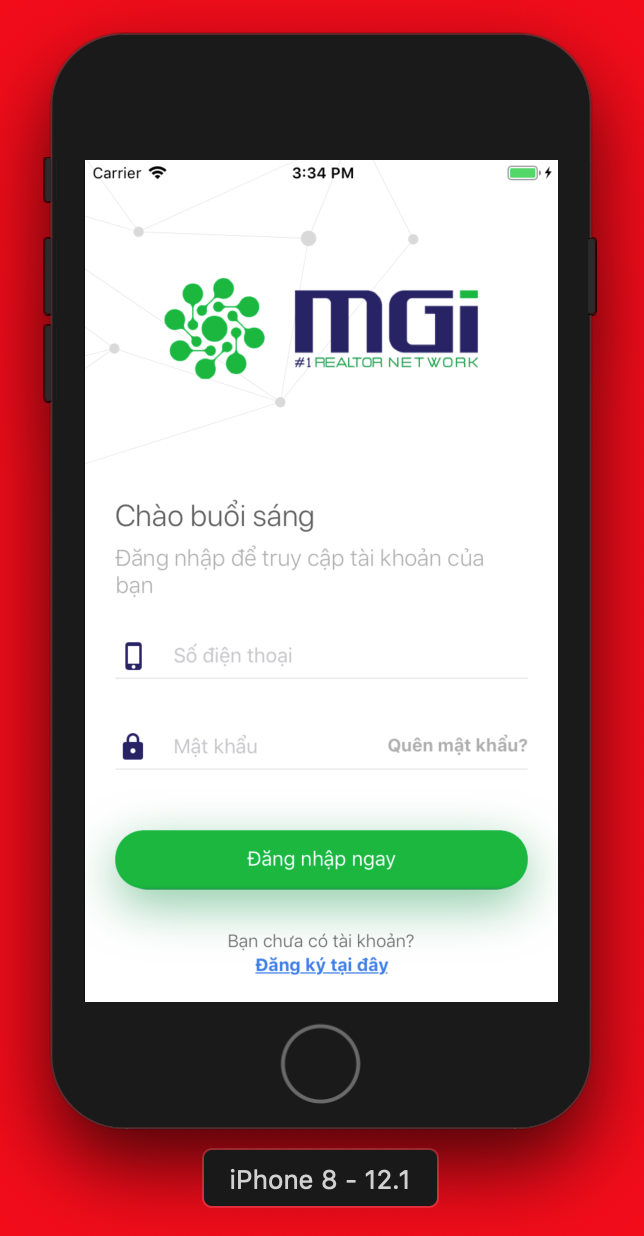 Carrier 3:34 PM
MGi
#1 REALTOR NETWORK
Chào buổi sáng
Đăng nhập để truy cập tài khoản của
bạn
Số điện thoại
Mật khẩu Quên mật khẩu?
Đăng nhập ngay
Bạn chưa có tài khoản?
Đăng ký tại đây
iPhone 8 - 12.1